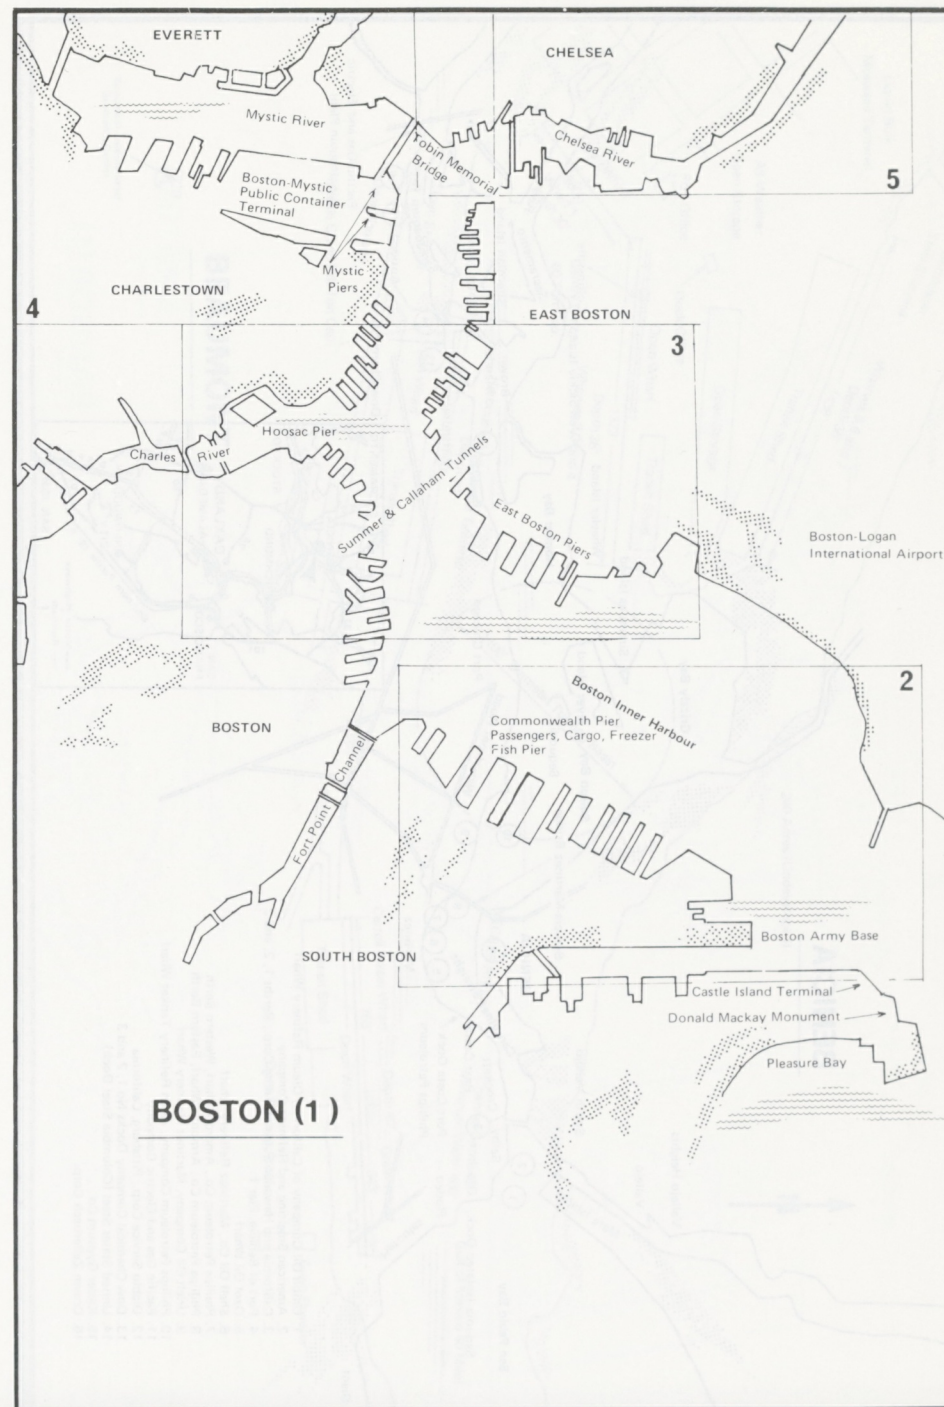 EVERETT
CHELSEA
Mystic River
Tobin Memorial
Bridge
Chelsea River
5
Boston-Mystic
Public Container
Terminal
Mystic
Piers
CHARLESTOWN
4
EAST BOSTON
3
Hoosac Pier
Charles
River
Summer & Callaham Tunnels
East Boston Piers
Boston-Logan
International Airport
2
Boston Inner Harbour
BOSTON
Commonwealth Pier
Passengers, Cargo, Freezer
Fish Pier
Channel
Fort Point
SOUTH BOSTON
Boston Army Base
Castle Island Terminal
Donald Mackay Monument
Pleasure Bay
BOSTON (1)